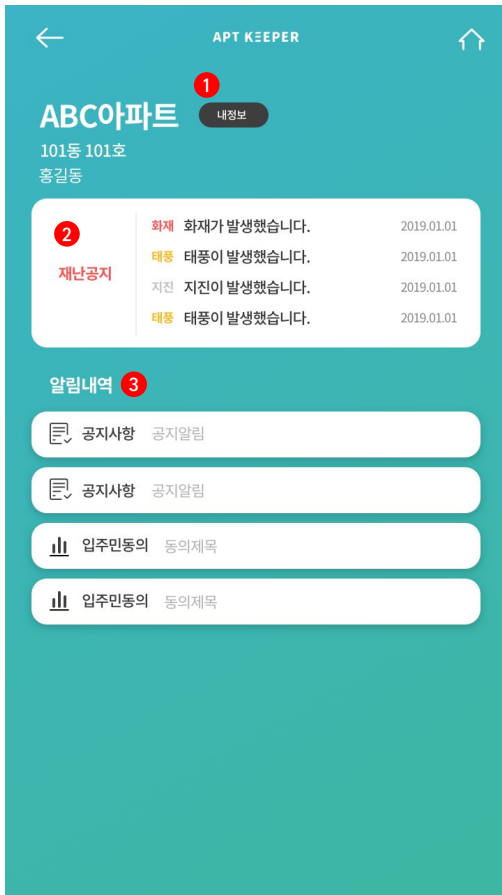 APT KEEPER
1
ABC아파트 내정보
101동 101호
홍길동
2
재난공지
화재 화재가 발생했습니다. 2019.01.01
태풍 태풍이 발생했습니다. 2019.01.01
지진 지진이 발생했습니다. 2019.01.01
태풍 태풍이 발생했습니다. 2019.01.01
알림내역 3
공지사항 공지알림
공지사항 공지알림
입주민동의 동의제목
입주민동의 동의제목